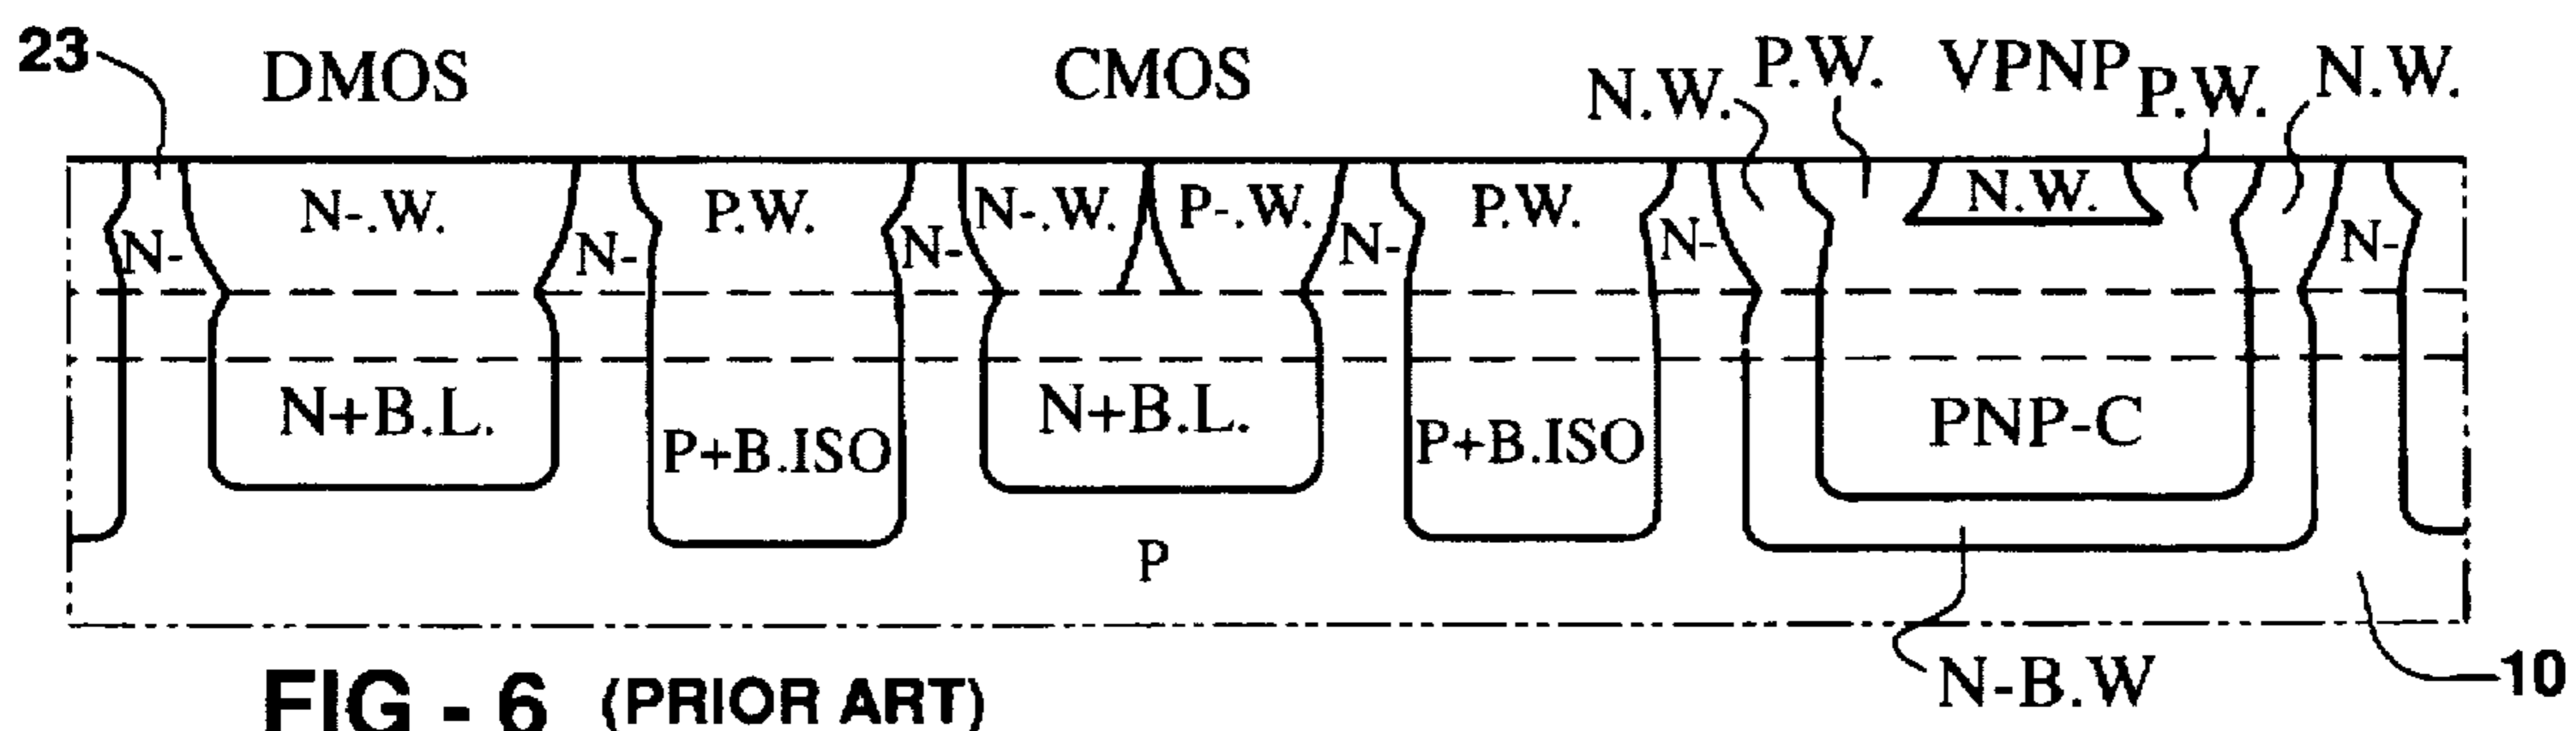 23
DMOS
CMOS
N.W.
P.W.
VPNP
P.W.
N.W.
N-
N-.W.
N-
P.W.
N-
N-.W.
P-.W.
N-
P.W.
N-
N.W.
N-
N+B.L.
P+B.ISO
N+B.L.
P+B.ISO
PNP-C
P
N-B.W
10
FIG - 6 (PRIOR ART)